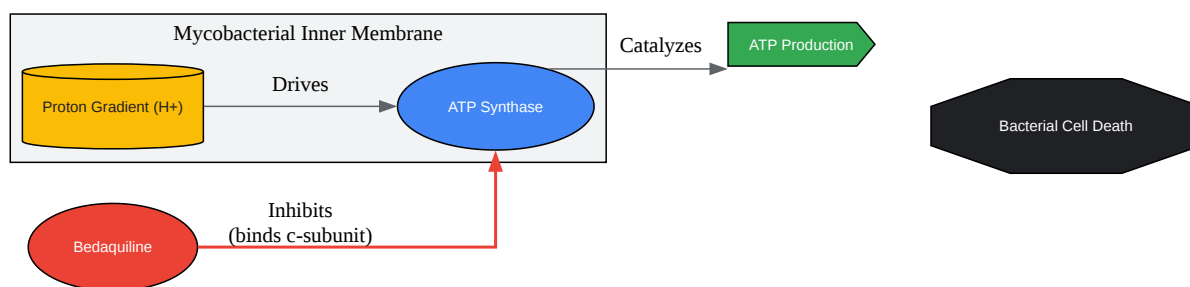 Mycobacterial Inner Membrane
Proton Gradient (H+)
Drives
ATP Synthase
Catalyzes
ATP Production
Bacterial Cell Death
Bedaquiline
Inhibits
(binds c-subunit)